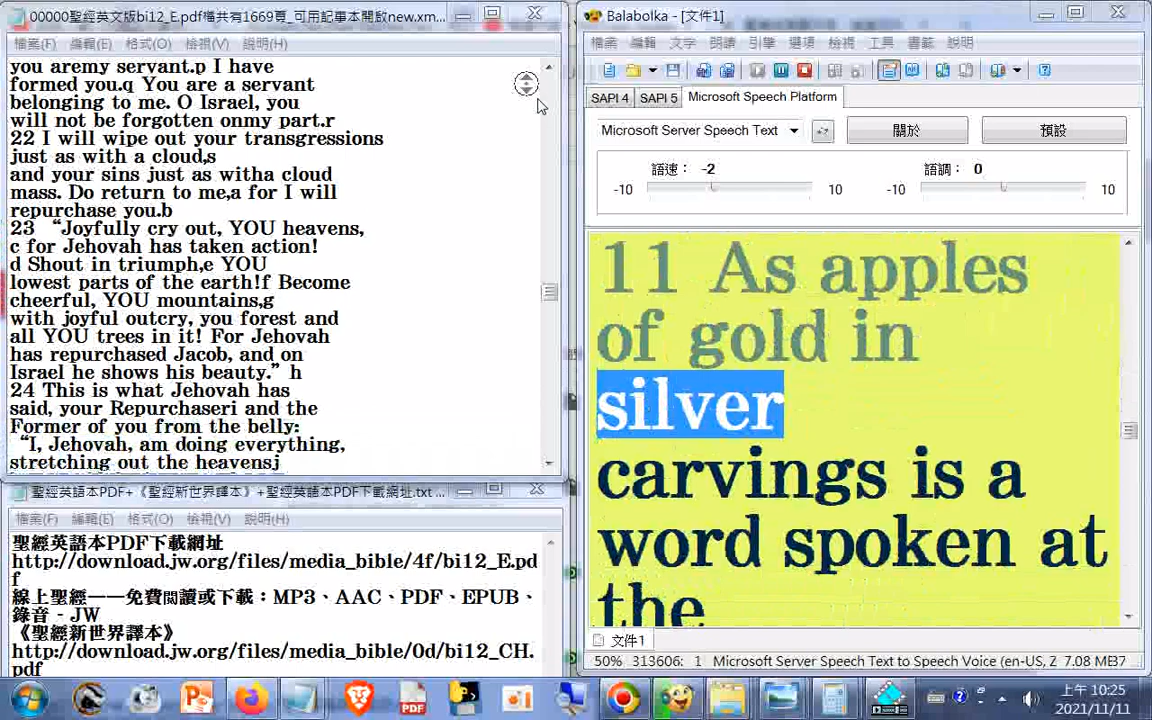 00000聖經英文版bi12_E.pdf檔共有1669頁_可用記事本開啟new.xm...
檔案(F) 編輯(E) 格式(O) 檢視(V) 說明(H)
you aremy servant.p I have
formed you.q You are a servant
belonging to me. O Israel, you
will not be forgotten onmy part.r
22 I will wipe out your transgressions
just as with a cloud,s
and your sins just as witha cloud
mass. Do return to me,a for I will
repurchase you.b
23 “Joyfully cry out, YOU heavens,
c for Jehovah has taken action!
d Shout in triumph,e YOU
lowest parts of the earth!f Become
cheerful, YOU mountains,g
with joyful outcry, you forest and
all YOU trees in it! For Jehovah
has repurchased Jacob, and on
Israel he shows his beauty.” h
24 This is what Jehovah has
said, your Repurchaseri and the
Former of you from the belly:
“I, Jehovah, am doing everything,
stretching out the heavensj
聖經英語本PDF+《聖經新世界譯本》+聖經英語本PDF下載網址.txt ...
檔案(F) 編輯(E) 格式(O) 檢視(V) 說明(H)
聖經英語本PDF下載網址
http://download.jw.org/files/media_bible/4f/bi12_E.pd
f
線上聖經——免費閱讀或下載：MP3、AAC、PDF、EPUB、
錄音 - JW
《聖經新世界譯本》
http://download.jw.org/files/media_bible/0d/bi12_CH.
pdf
Balabolka - [文件1]
檔案 編輯 文字 朗讀 引擎 選項 檢視 工具 書籤 說明
SAPI 4 SAPI 5 Microsoft Speech Platform
Microsoft Server Speech Text 關於 預設
語速： -2 語調： 0
-10 10 -10 10
11 As apples
of gold in
silver
carvings is a
word spoken at
the
文件1
50% 313606: 1 Microsoft Server Speech Text to Speech Voice (en-US, Z 7.08 MB
上午 10:25
2021/11/11